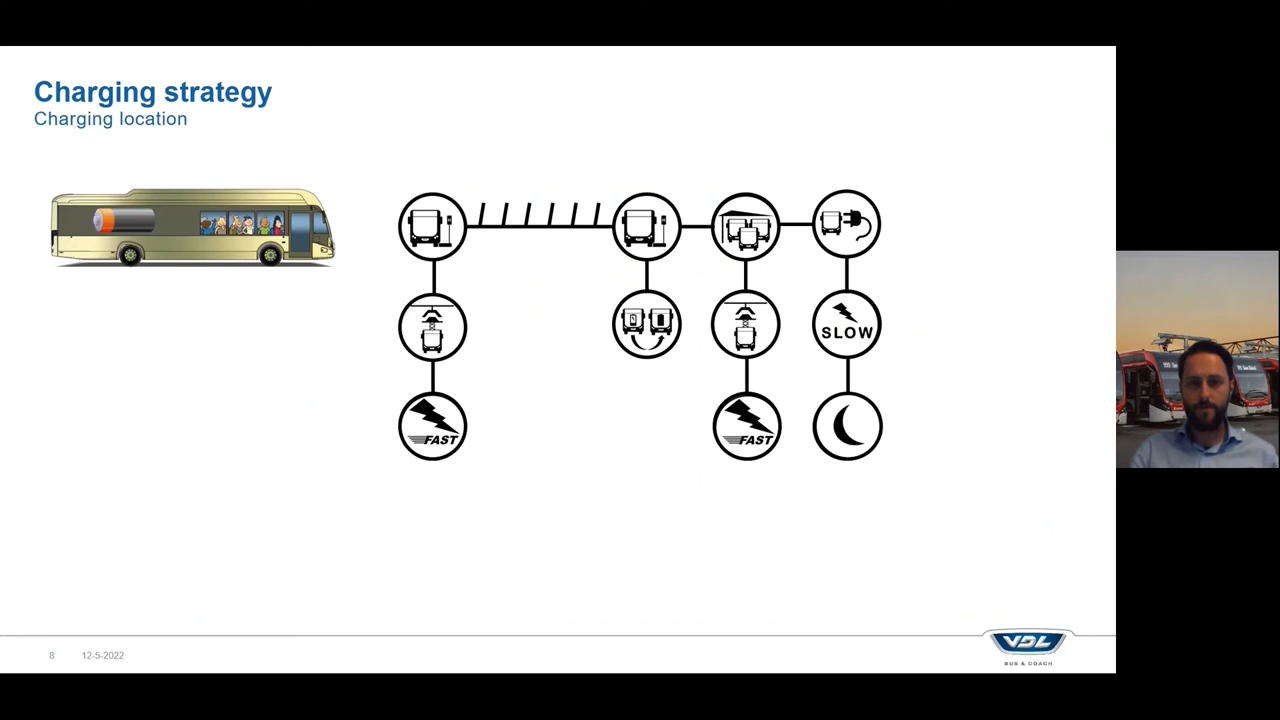 Charging strategy
Charging location
SLOW
FAST
FAST
8
12-5-2022
VDL
BUS & COACH